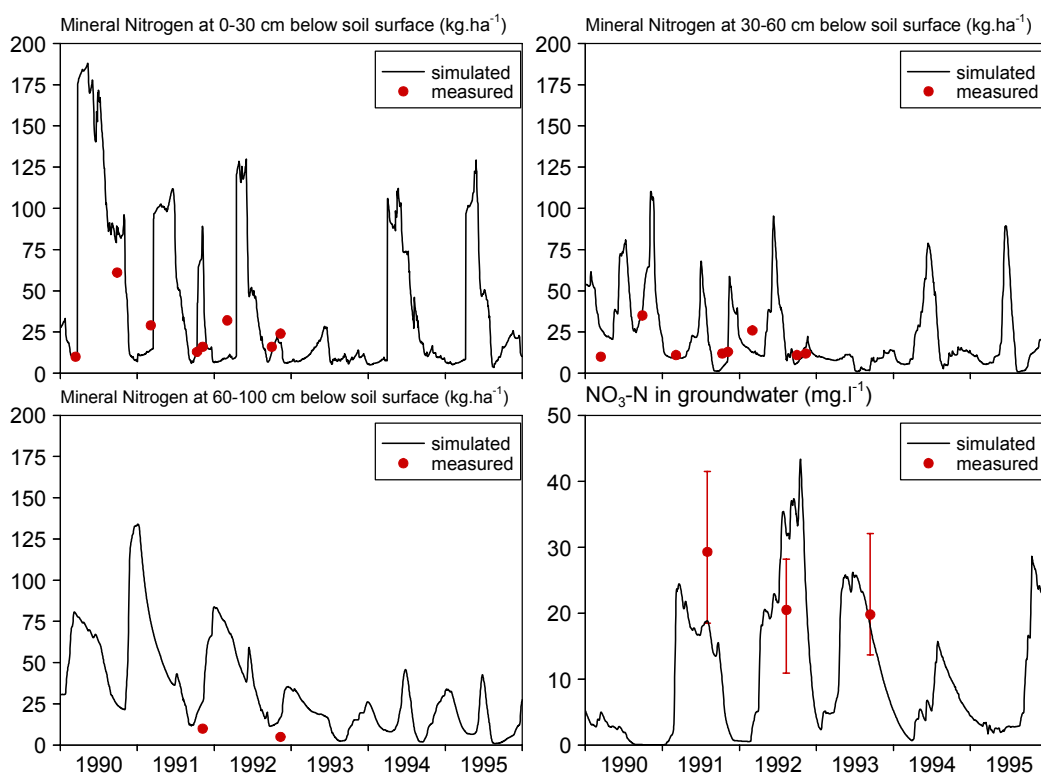 Mineral Nitrogen at 0-30 cm below soil surface (kg.ha⁻¹)
200
175
150
125
100
75
50
25
0
simulated
measured
Mineral Nitrogen at 30-60 cm below soil surface (kg.ha⁻¹)
200
175
150
125
100
75
50
25
0
simulated
measured
Mineral Nitrogen at 60-100 cm below soil surface (kg.ha⁻¹)
200
175
150
125
100
75
50
25
0
simulated
measured
1990 1991 1992 1993 1994 1995
NO₃-N in groundwater (mg.l⁻¹)
50
40
30
20
10
0
simulated
measured
1990 1991 1992 1993 1994 1995